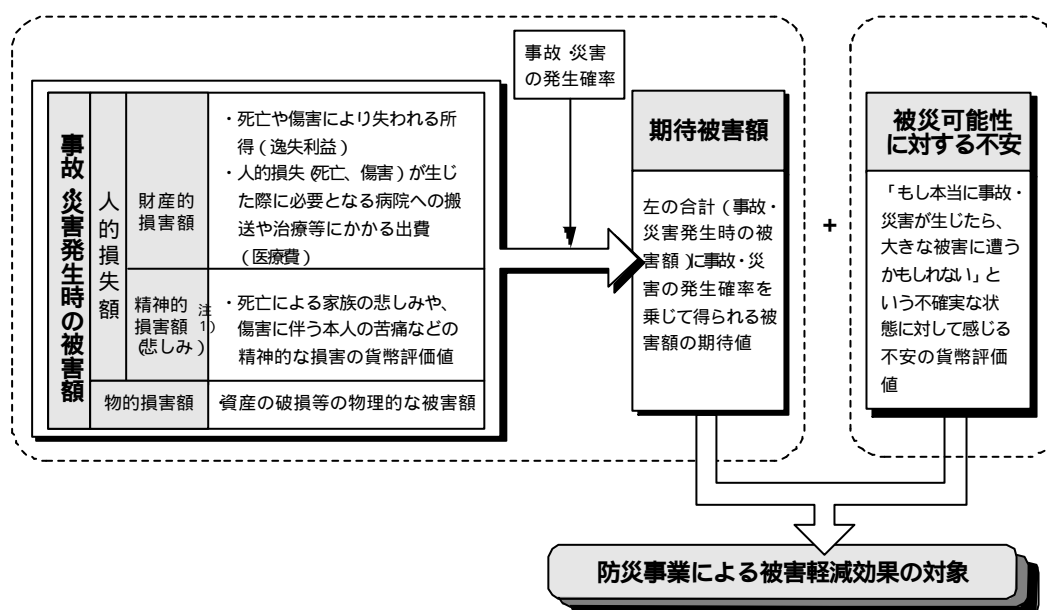 事故・災害
の発生確率
事故・災害発生時の被害額
人的損失額
財産的
損害額
・死亡や傷害により失われる所
得(逸失利益)
・人的損失(死亡、傷害)が生じ
た際に必要となる病院への搬
送や治療等にかかる出費
(医療費)
精神的
損害額
(悲しみ)
注1)
・死亡による家族の悲しみや、
傷害に伴う本人の苦痛などの
精神的な損害の貨幣評価値
物的損害額
・資産の破損等の物理的な被害額
期待被害額
左の合計(事故・
災害発生時の被
害額)に事故・災
害の発生確率を
乗じて得られる被
害額の期待値
+
被災可能性
に対する不安
「もし本当に事故・
災害が生じたら、
大きな被害に遭う
かもしれない」と
いう不確実な状
態に対して感じる
不安の貨幣評価
値
防災事業による被害軽減効果の対象